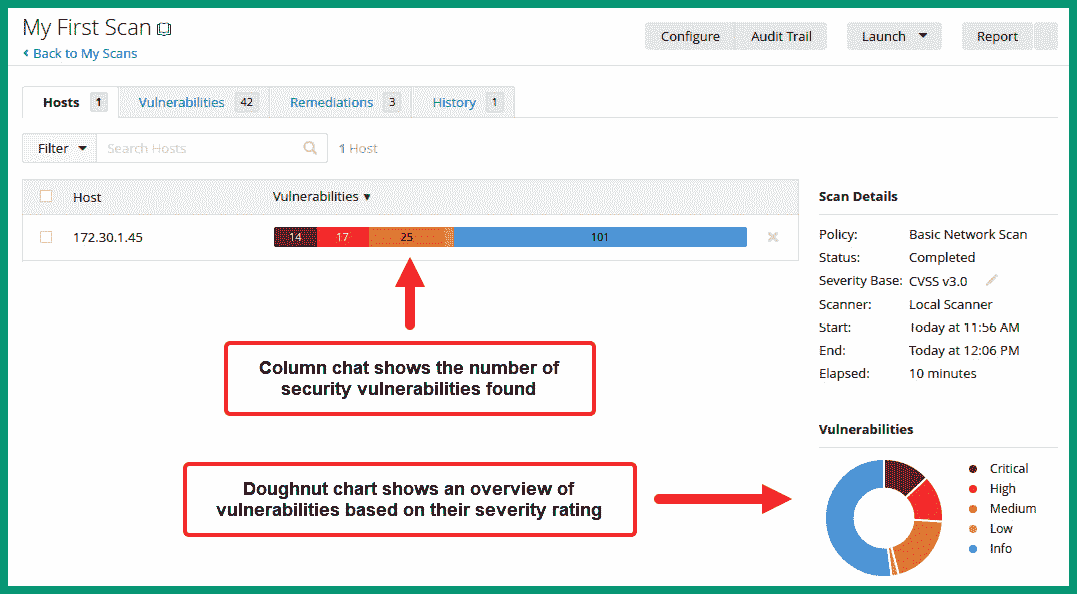 My First Scan
Back to My Scans
Configure
Audit Trail
Launch
Report
Hosts 1
Vulnerabilities 42
Remediations 3
History 1
Filter
Search Hosts
1 Host
Host
Vulnerabilities
172.30.1.45
14
17
25
101
Column chat shows the number of
security vulnerabilities found
Doughnut chart shows an overview of
vulnerabilities based on their severity rating
Scan Details
Policy: Basic Network Scan
Status: Completed
Severity Base: CVSS v3.0
Scanner: Local Scanner
Start: Today at 11:56 AM
End: Today at 12:06 PM
Elapsed: 10 minutes
Vulnerabilities
Critical
High
Medium
Low
Info